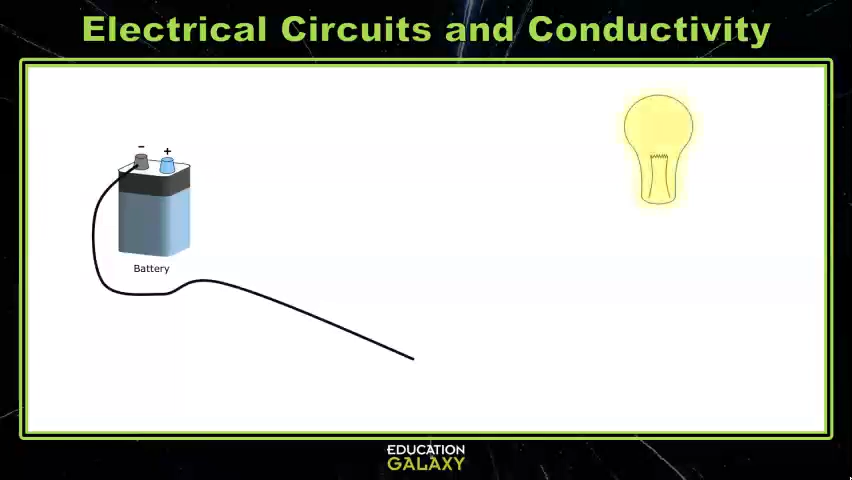 Electrical Circuits and Conductivity
- +
Battery
EDUCATION
GALAXY